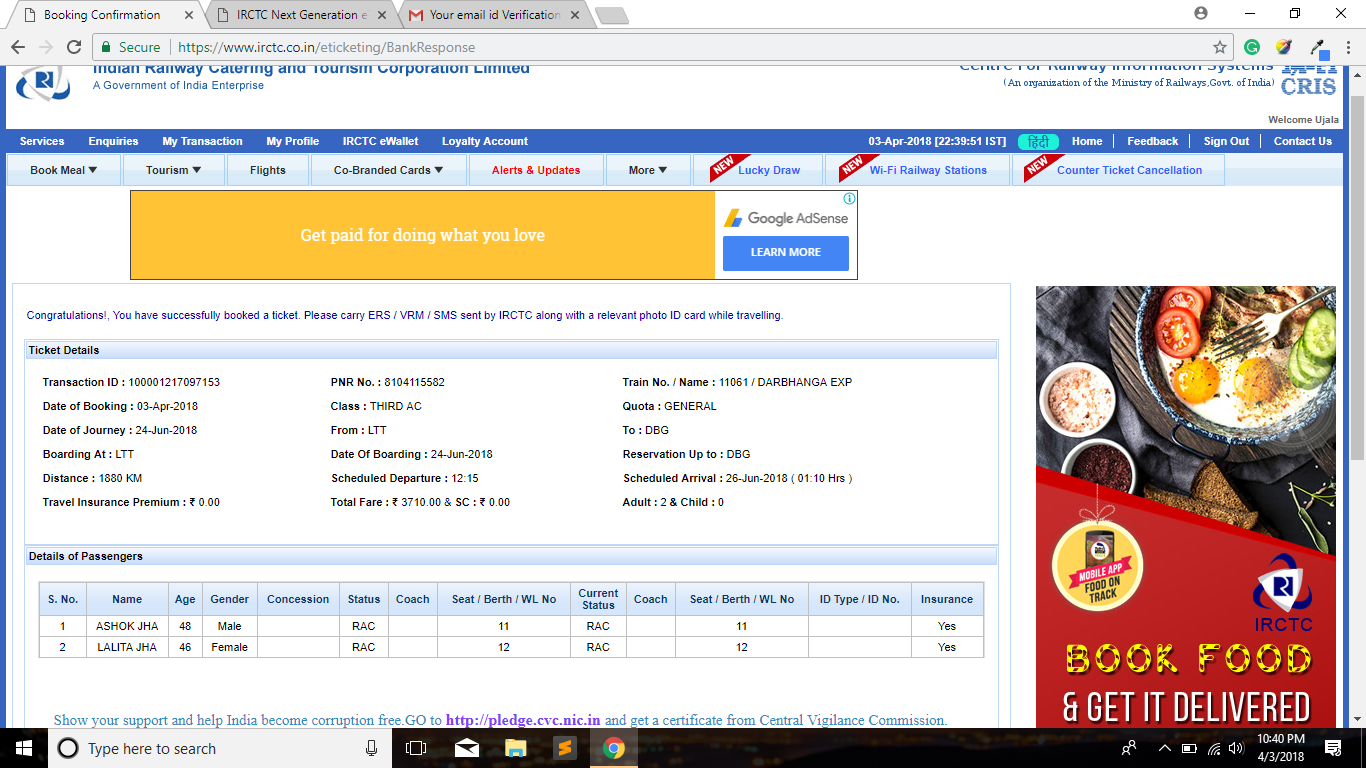 Booking Confirmation
IRCTC Next Generation e
Your email id Verification
Secure
https://www.irctc.co.in/eticketing/BankResponse
Indian Railway Catering and Tourism Corporation Limited
A Government of India Enterprise
Centre For Railway Information Systems
(An organization of the Ministry of Railways,Govt. of India)
CRIS
Welcome Ujala
Services Enquiries My Transaction My Profile IRCTC eWallet Loyalty Account 03-Apr-2018 [22:39:51 IST] हिंदी Home Feedback Sign Out Contact Us
Book Meal Tourism Flights Co-Branded Cards Alerts & Updates More NEW Lucky Draw NEW Wi-Fi Railway Stations NEW Counter Ticket Cancellation
Get paid for doing what you love
Google AdSense
LEARN MORE
Congratulations!, You have successfully booked a ticket. Please carry ERS / VRM / SMS sent by IRCTC along with a relevant photo ID card while travelling.
Ticket Details
Transaction ID : 100001217097153 PNR No. : 8104115582 Train No. / Name : 11061 / DARBHANGA EXP
Date of Booking : 03-Apr-2018 Class : THIRD AC Quota : GENERAL
Date of Journey : 24-Jun-2018 From : LTT To : DBG
Boarding At : LTT Date Of Boarding : 24-Jun-2018 Reservation Up to : DBG
Distance : 1880 KM Scheduled Departure : 12:15 Scheduled Arrival : 26-Jun-2018 ( 01:10 Hrs )
Travel Insurance Premium : ₹ 0.00 Total Fare : ₹ 3710.00 & SC : ₹ 0.00 Adult : 2 & Child : 0
Details of Passengers
S. No. Name Age Gender Concession Status Coach Seat / Berth / WL No Current Status Coach Seat / Berth / WL No ID Type / ID No. Insurance
1 ASHOK JHA 48 Male RAC 11 RAC 11 Yes
2 LALITA JHA 46 Female RAC 12 RAC 12 Yes
Show your support and help India become corruption free.GO to http://pledge.cvc.nic.in and get a certificate from Central Vigilance Commission.
MOBILE APP
FOOD ON
TRACK
IRCTC
BOOK FOOD
& GET IT DELIVERED
Type here to search
10:40 PM
4/3/2018